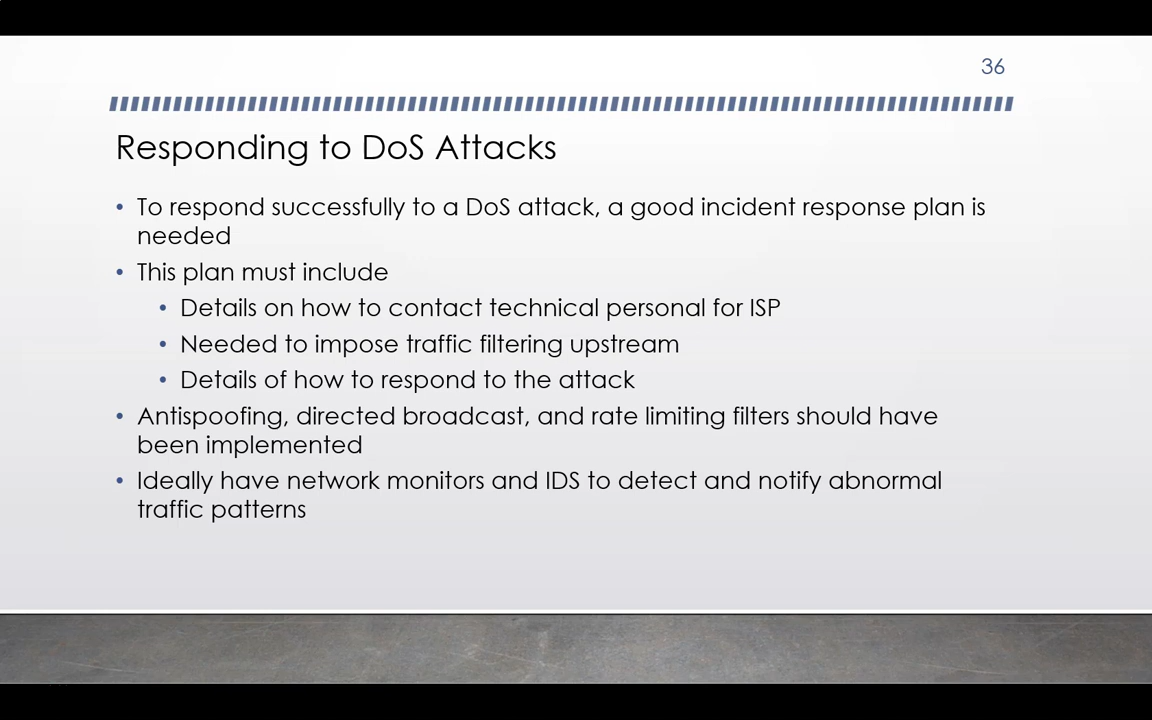 36
Responding to DoS Attacks
• To respond successfully to a DoS attack, a good incident response plan is
needed
• This plan must include
• Details on how to contact technical personal for ISP
• Needed to impose traffic filtering upstream
• Details of how to respond to the attack
• Antispoofing, directed broadcast, and rate limiting filters should have
been implemented
• Ideally have network monitors and IDS to detect and notify abnormal
traffic patterns